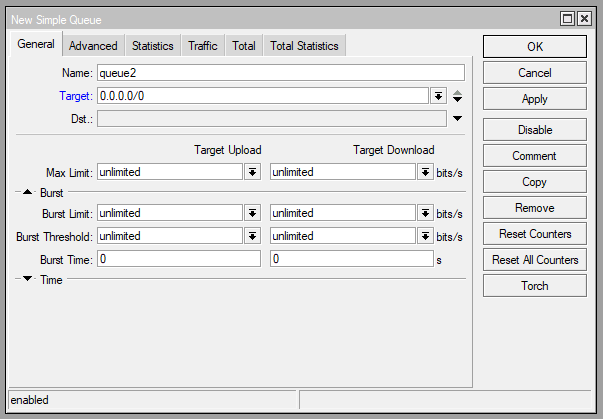 New Simple Queue
General Advanced Statistics Traffic Total Total Statistics
OK
Name: queue2
Cancel
Target: 0.0.0.0/0
Apply
Dst.:
Disable
Target Upload Target Download
Comment
Max Limit: unlimited unlimited bits/s
Copy
Burst
Remove
Burst Limit: unlimited unlimited bits/s
Reset Counters
Burst Threshold: unlimited unlimited bits/s
Burst Time: 0 0 s
Reset All Counters
Time
Torch
enabled